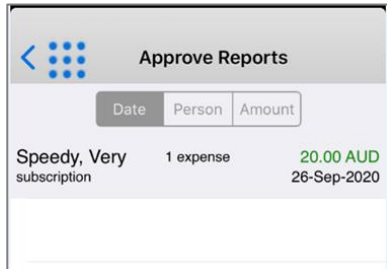 Approve Reports
Date Person Amount
Speedy, Very 1 expense 20.00 AUD
subscription 26-Sep-2020